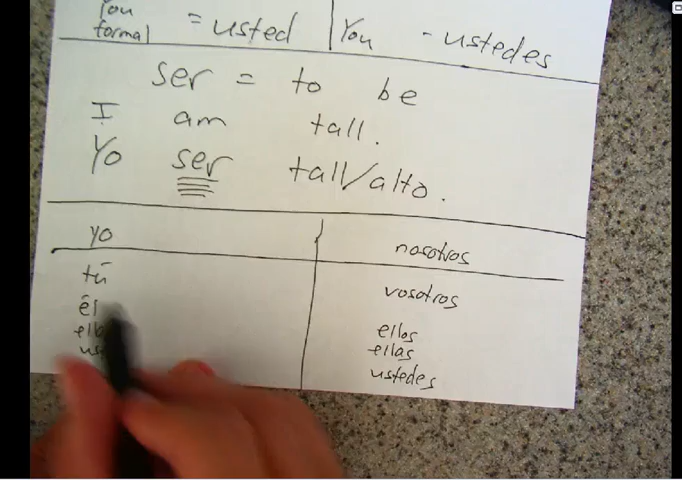 You = usted | You - ustedes
formal
ser = to be
I am tall.
Yo ser tall/alto.
yo nosotros
tú vosotros
él ellos
ellas
ustedes